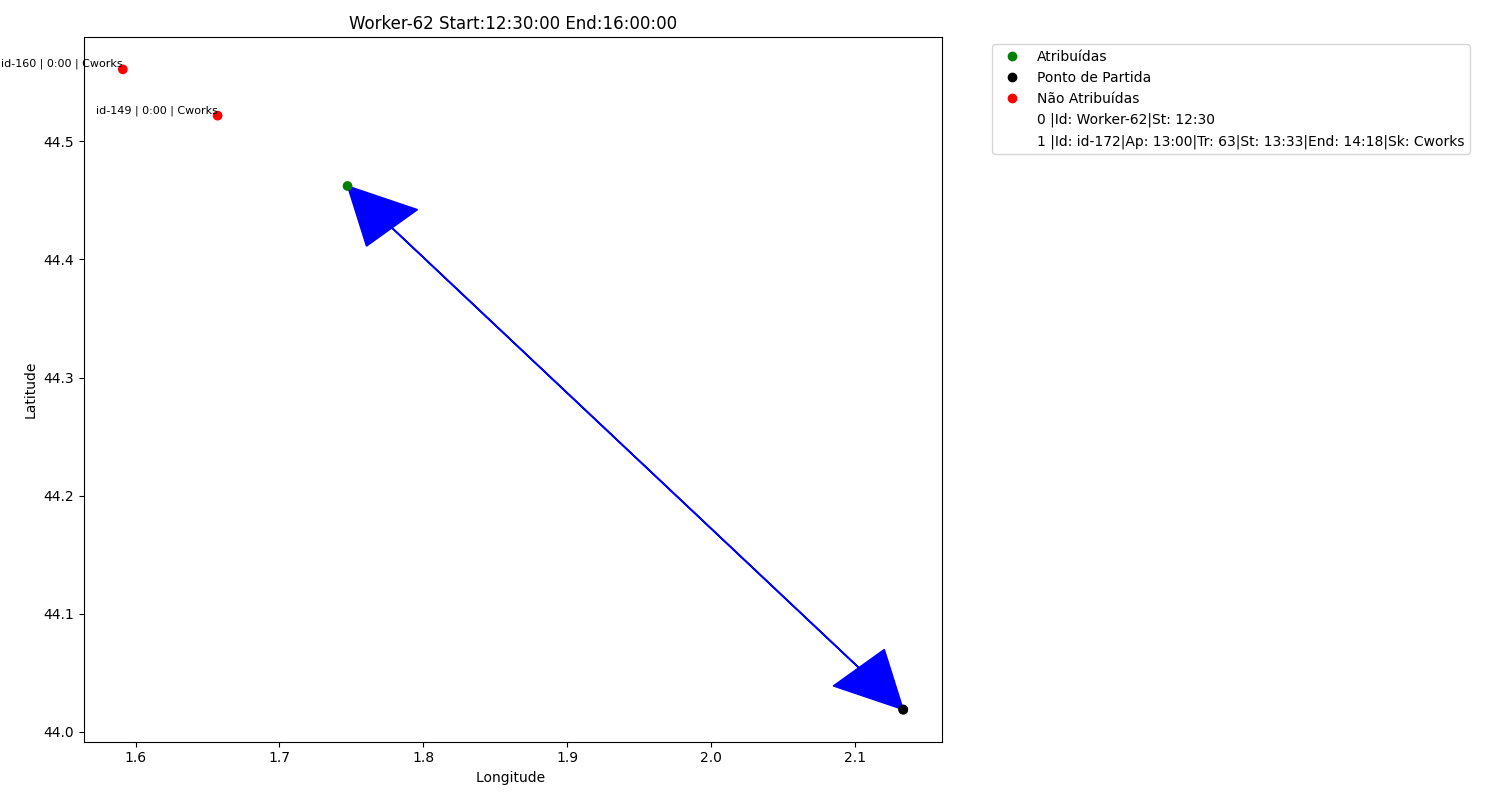 Worker-62 Start:12:30:00 End:16:00:00
id-160 | 0:00 | Cworks
id-149 | 0:00 | Cworks
44.5
44.4
44.3
44.2
44.1
44.0
Latitude
1.6 1.7 1.8 1.9 2.0 2.1
Longitude
Atribuídas
Ponto de Partida
Não Atribuídas
0 |Id: Worker-62|St: 12:30
1 |Id: id-172|Ap: 13:00|Tr: 63|St: 13:33|End: 14:18|Sk: Cworks